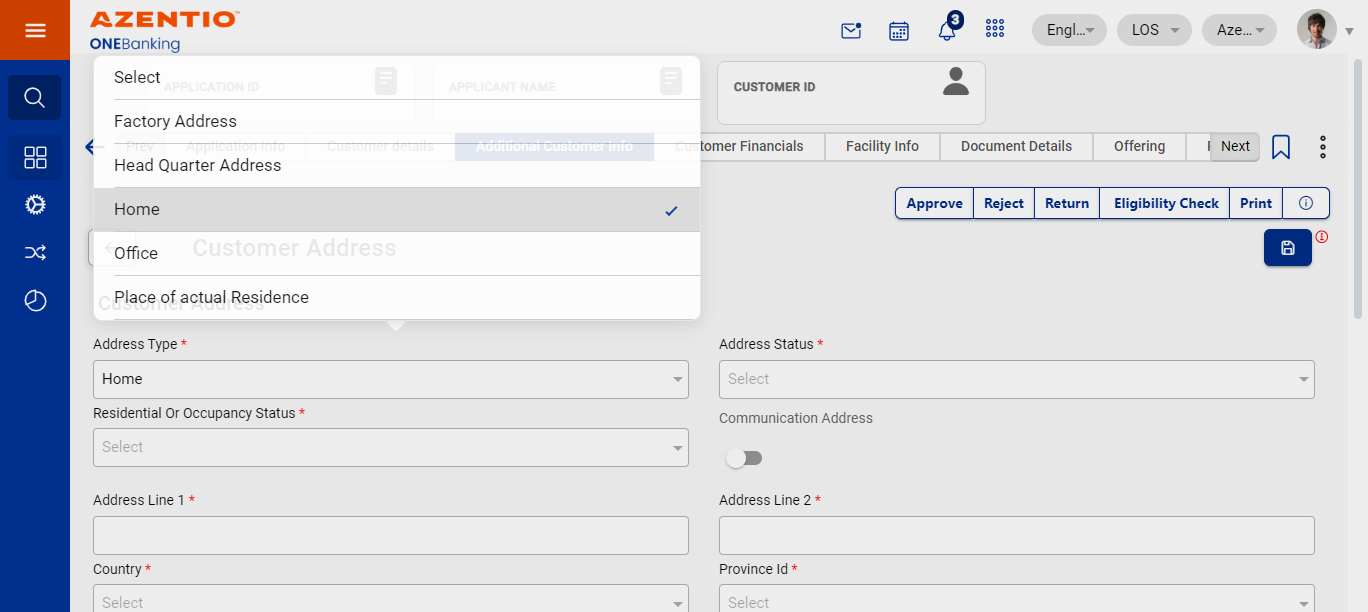 AZENTIO
ONEBanking
3
Engl...
LOS
Aze...
Select
Factory Address
Head Quarter Address
Home
Office
Place of actual Residence
APPLICATION ID
APPLICANT NAME
CUSTOMER ID
Prev
Application Info
Customer details
Additional Customer Info
Customer Financials
Facility Info
Document Details
Offering
Next
Approve
Reject
Return
Eligibility Check
Print
Customer Address
Customer Address
Address Type *
Home
Address Status *
Select
Residential Or Occupancy Status *
Select
Communication Address
Address Line 1 *
Address Line 2 *
Country *
Select
Province Id *
Select